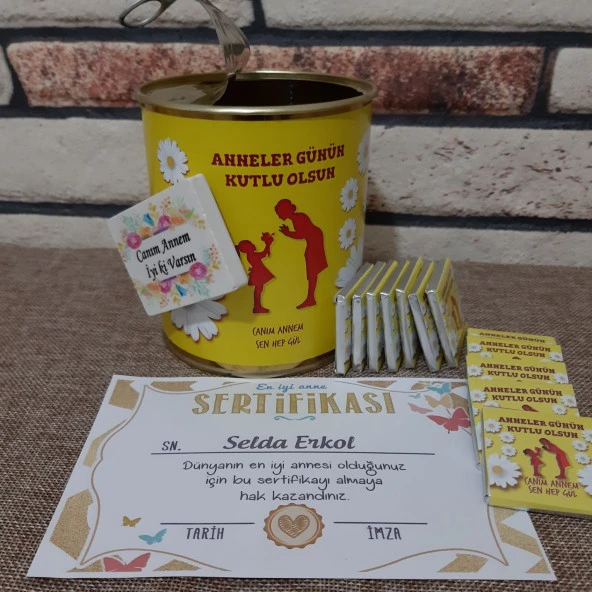 ANNELER GÜNÜN
KUTLU OLSUN
Canım Annem
İyi ki Varsın
CANIM ANNEM
SEN HEP GÜL
En iyi anne
SERTİFİKASI
SN. Selda Erkol
Dünyanın en iyi annesi olduğunuz
için bu sertifikayı almaya
hak kazandınız.
TARİH
İMZA
ANNELER GÜNÜN
ANNELER GÜNÜN
KUTLU OLSUN
ANNELER GÜNÜN
KUTLU OLSUN
ANNELER GÜNÜN
KUTLU OLSUN
ANNELER GÜNÜN
KUTLU OLSUN
CANIM ANNEM
SEN HEP GÜL